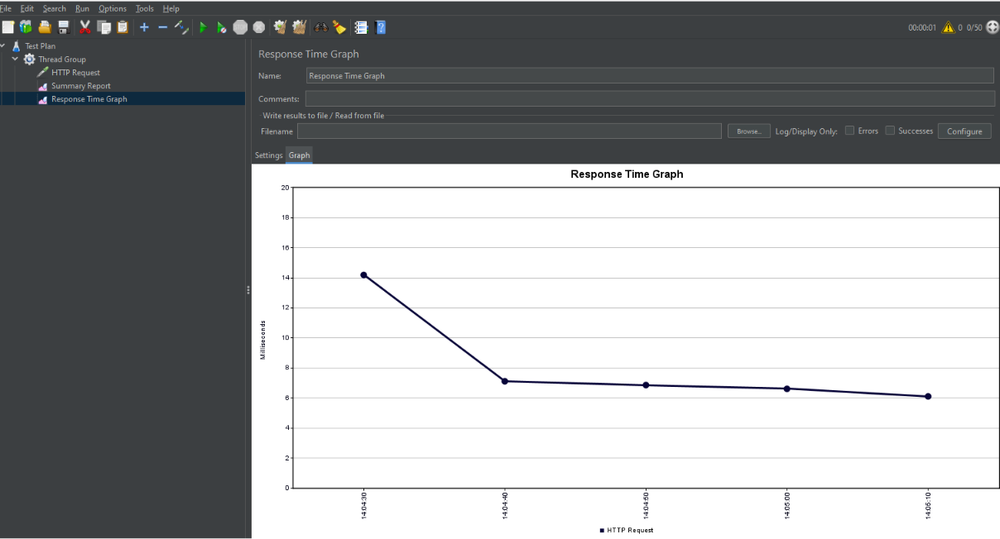 File Edit Search Run Options Tools Help
00:00:01 0 0/50
Test Plan
Thread Group
HTTP Request
Summary Report
Response Time Graph
Response Time Graph
Name: Response Time Graph
Comments:
Write results to file / Read from file
Filename Browse... Log/Display Only: Errors Successes Configure
Settings Graph
Response Time Graph
20
18
16
14
12
10
8
6
4
2
0
Milliseconds
14:04:30 14:04:40 14:04:50 14:05:00 14:05:10
HTTP Request